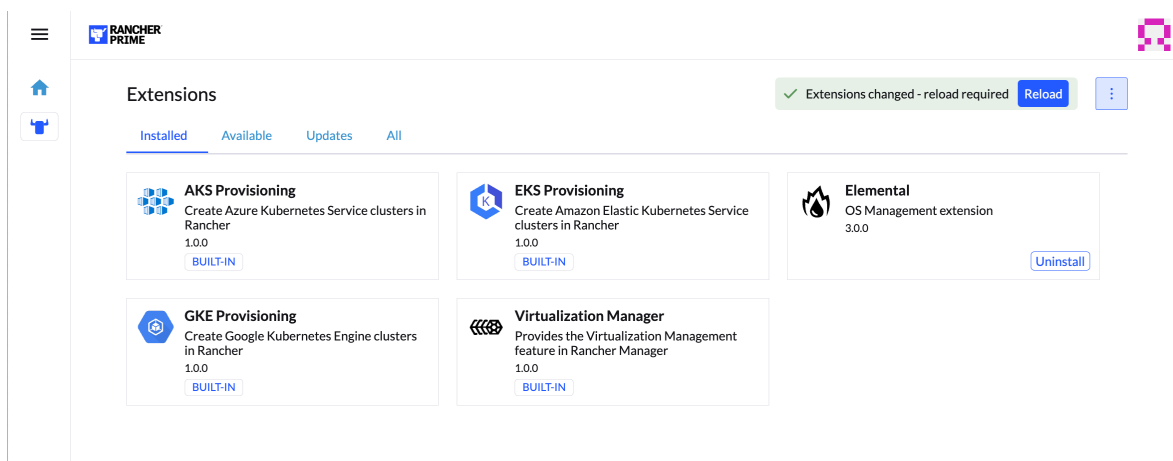 RANCHER
PRIME
Extensions
Extensions changed - reload required
Reload
Installed
Available
Updates
All
AKS Provisioning
Create Azure Kubernetes Service clusters in
Rancher
1.0.0
BUILT-IN
EKS Provisioning
Create Amazon Elastic Kubernetes Service
clusters in Rancher
1.0.0
BUILT-IN
K
Elemental
OS Management extension
3.0.0
Uninstall
GKE Provisioning
Create Google Kubernetes Engine clusters
in Rancher
1.0.0
BUILT-IN
Virtualization Manager
Provides the Virtualization Management
feature in Rancher Manager
1.0.0
BUILT-IN